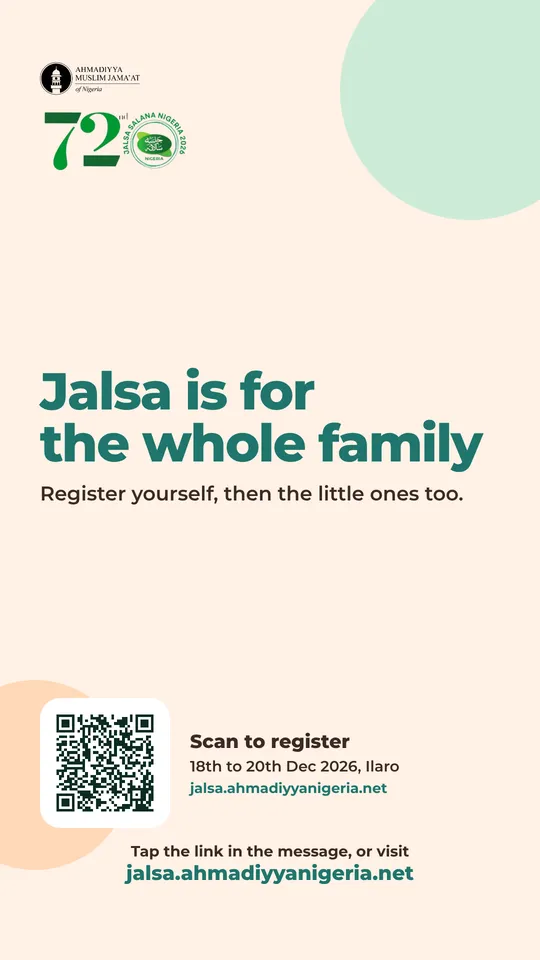 AHMADIYYA
MUSLIM JAMA'AT
of Nigeria
72nd
JALSA SALANA NIGERIA 2026
NIGERIA
Jalsa is for
the whole family
Register yourself, then the little ones too.
Scan to register
18th to 20th Dec 2026, Ilaro
jalsa.ahmadiyyanigeria.net
Tap the link in the message, or visit
jalsa.ahmadiyyanigeria.net